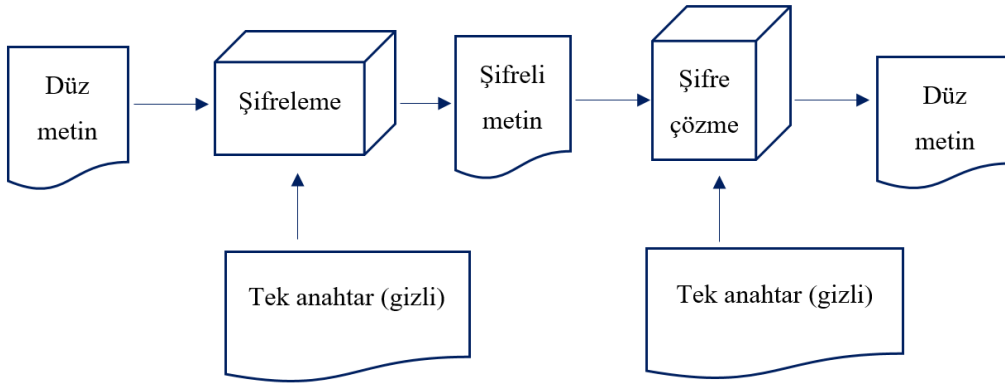 Düz
metin
Şifreleme
Şifreli
metin
Şifre
çözme
Düz
metin
Tek anahtar (gizli)
Tek anahtar (gizli)